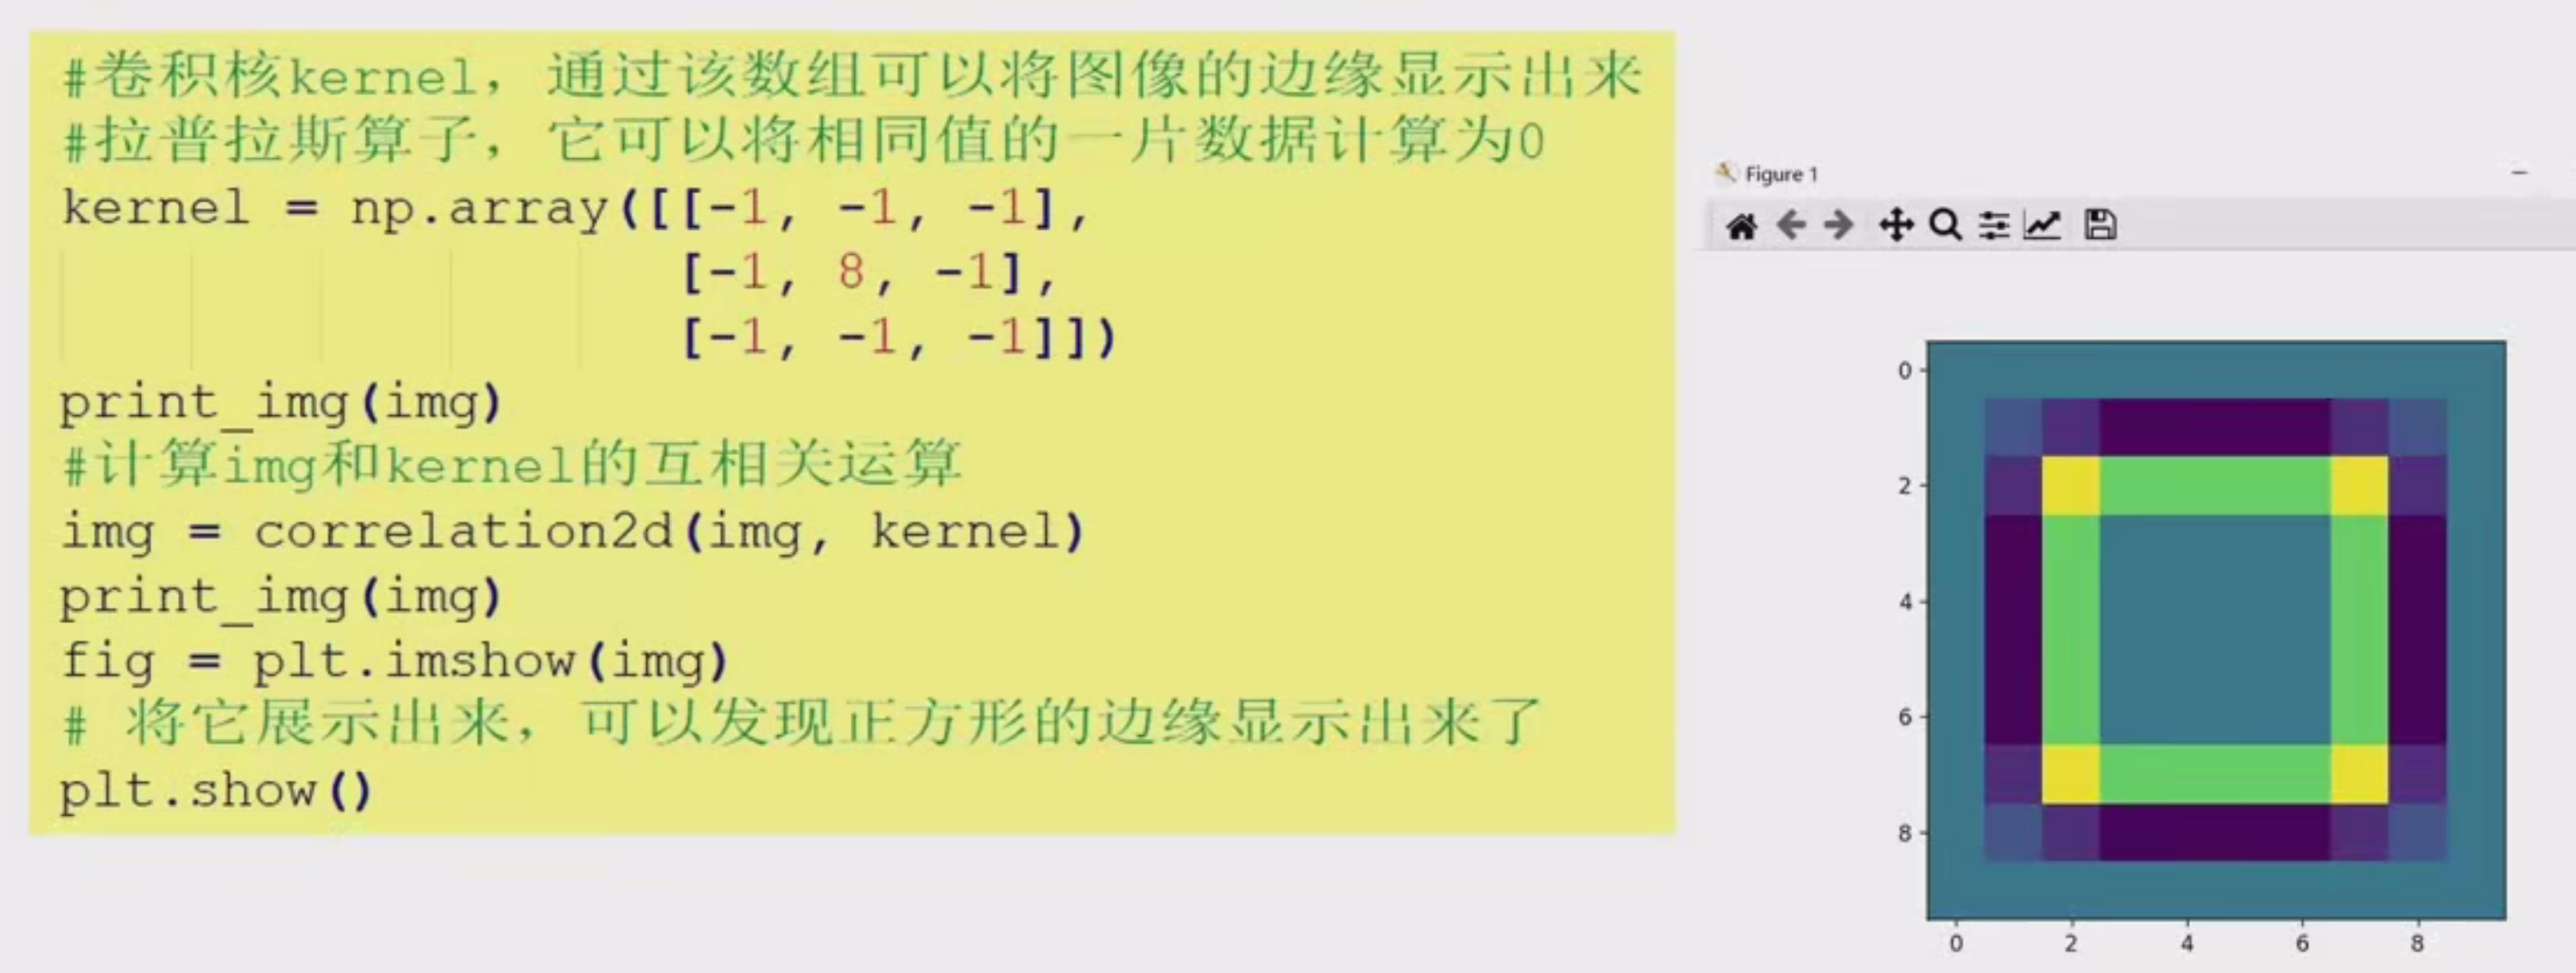 #卷积核kernel, 通过该数组可以将图像的边缘显示出来
#拉普拉斯算子, 它可以将相同值的一片数据计算为0
kernel = np.array([[-1, -1, -1],
[-1, 8, -1],
[-1, -1, -1]])
print_img(img)
#计算img和kernel的互相关运算
img = correlation2d(img, kernel)
print_img(img)
fig = plt.imshow(img)
# 将它展示出来, 可以发现正方形的边缘显示出来了
plt.show()
Figure 1
0
2
4
6
8
0 2 4 6 8